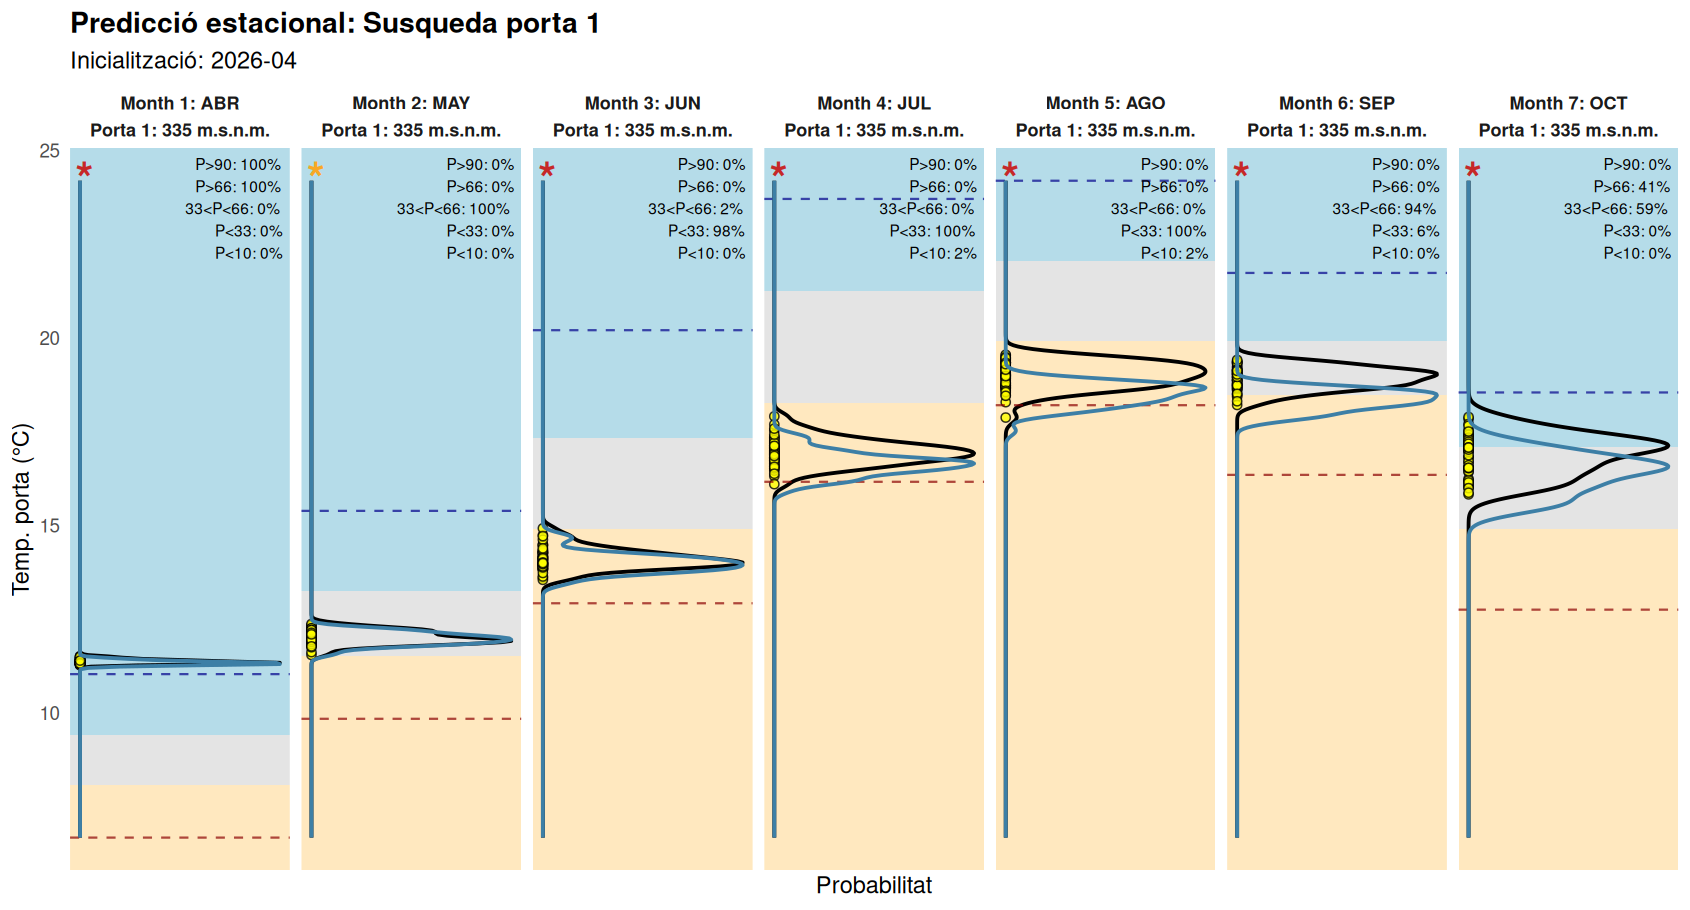 Predicció estacional: Susqueda porta 1
Inicialització: 2026-04
Month 1: ABR
Porta 1: 335 m.s.n.m.
Month 2: MAY
Porta 1: 335 m.s.n.m.
Month 3: JUN
Porta 1: 335 m.s.n.m.
Month 4: JUL
Porta 1: 335 m.s.n.m.
Month 5: AGO
Porta 1: 335 m.s.n.m.
Month 6: SEP
Porta 1: 335 m.s.n.m.
Month 7: OCT
Porta 1: 335 m.s.n.m.
Temp. porta (°C)
25
20
15
10
*
P>90: 100%
P>66: 100%
33<P<66: 0%
P<33: 0%
P<10: 0%
*
P>90: 0%
P>66: 0%
33<P<66: 100%
P<33: 0%
P<10: 0%
*
P>90: 0%
P>66: 0%
33<P<66: 2%
P<33: 98%
P<10: 0%
*
P>90: 0%
P>66: 0%
33<P<66: 0%
P<33: 100%
P<10: 2%
*
P>90: 0%
P>66: 0%
33<P<66: 0%
P<33: 100%
P<10: 2%
*
P>90: 0%
P>66: 0%
33<P<66: 94%
P<33: 6%
P<10: 0%
*
P>90: 0%
P>66: 41%
33<P<66: 59%
P<33: 0%
P<10: 0%
Probabilitat